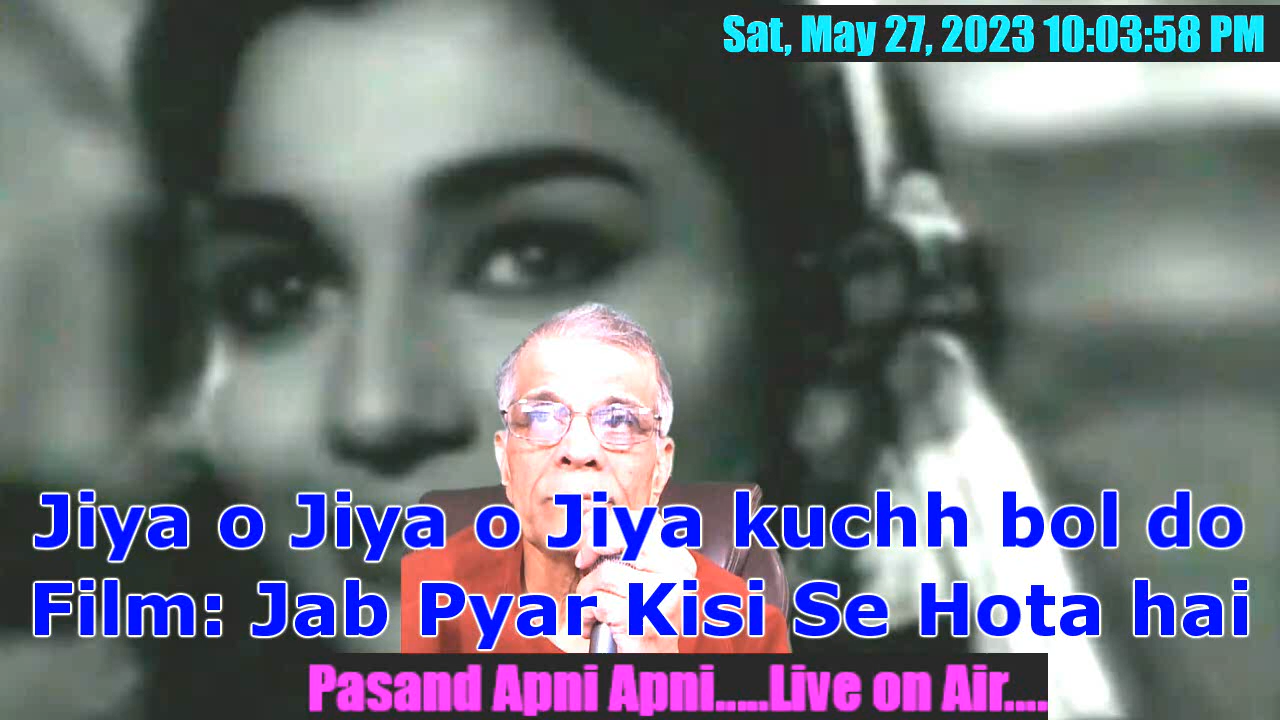 Sat, May 27, 2023 10:03:58 PM
Jiya o Jiya o Jiya kuchh bol do
Film: Jab Pyar Kisi Se Hota hai
Pasand Apni Apni.....Live on Air....